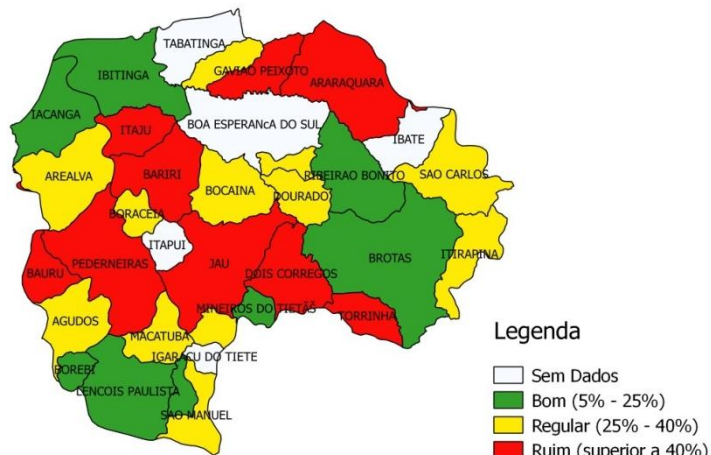 TABATINGA
IBITINGA
GAVIAO PEIXOTO
ARARAQUARA
IACANGA
BOA ESPERANcA DO SUL
ITAJU
IBATE
AREALVA
BARIRI
RIBEIRAO BONITO
SAO CARLOS
BOCAINA
DOURADO
BORACEIA
ITAPUI
ITIRAPINA
BROTAS
PEDERNEIRAS
JAU
BAURU
DOIS CORREGOS
MINEIROS DO TIETÃŠ
TORRINHA
AGUDOS
MACATUBA
IGARACU DO TIETE
BOREBI
LENCOIS PAULISTA
SAO MANUEL
Legenda
Sem Dados
Bom (5% - 25%)
Regular (25% - 40%)
Ruim (superior a 40%)